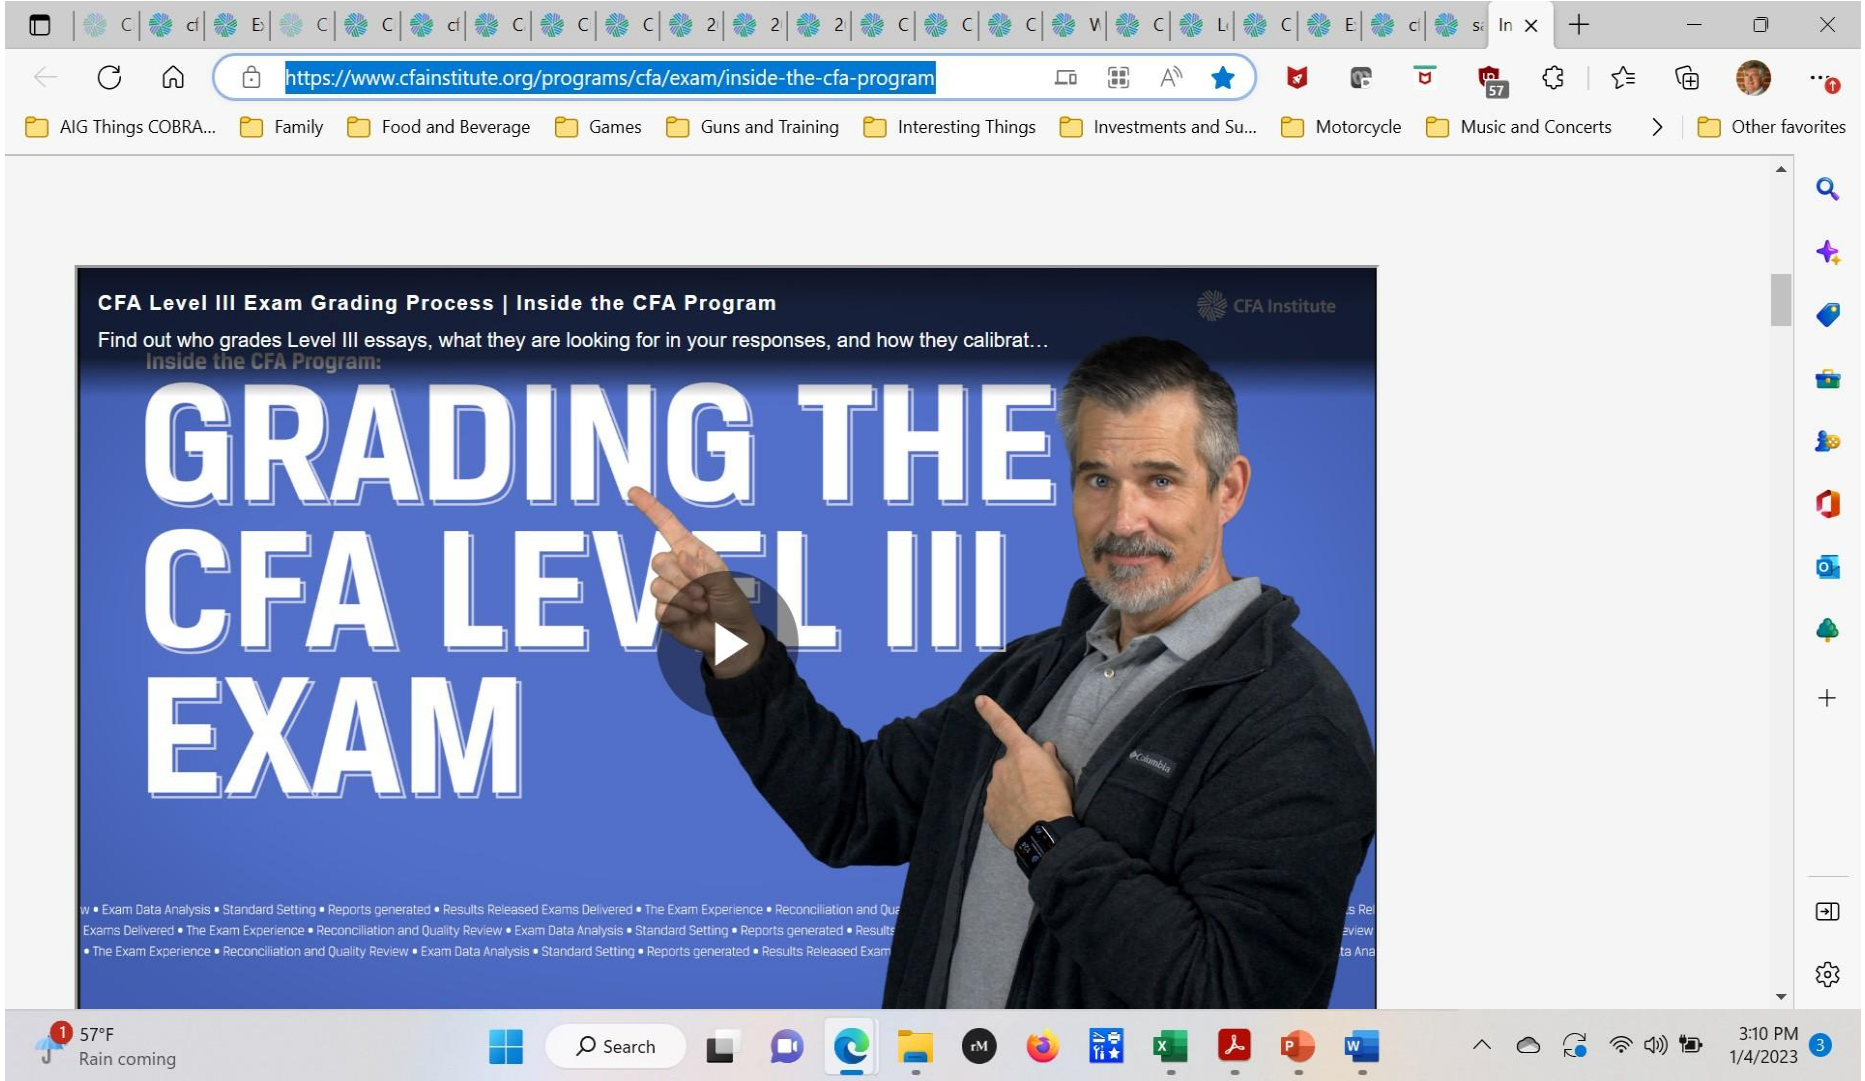 https://www.cfainstitute.org/programs/cfa/exam/inside-the-cfa-program
57
AIG Things COBRA...
Family
Food and Beverage
Games
Guns and Training
Interesting Things
Investments and Su...
Motorcycle
Music and Concerts
Other favorites
CFA Level III Exam Grading Process | Inside the CFA Program
CFA Institute
Find out who grades Level III essays, what they are looking for in your responses, and how they calibrat...
Inside the CFA Program:
GRADING THE
CFA LEVEL III
EXAM
Columbia
w • Exam Data Analysis • Standard Setting • Reports generated • Results Released Exams Delivered • The Exam Experience • Reconciliation and Qua
Exams Delivered • The Exam Experience • Reconciliation and Quality Review • Exam Data Analysis • Standard Setting • Reports generated • Results
• The Exam Experience • Reconciliation and Quality Review • Exam Data Analysis • Standard Setting • Reports generated • Results Released Exam
1
57°F
Rain coming
Search
rM
3:10 PM
1/4/2023
3